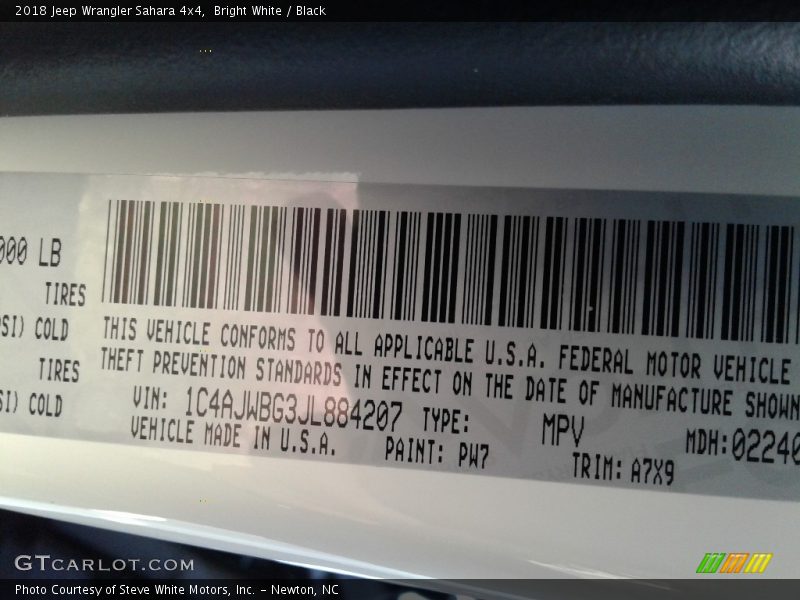 2018 Jeep Wrangler Sahara 4x4, Bright White / Black
000 LB
TIRES
SI) COLD
TIRES
SI) COLD
THIS VEHICLE CONFORMS TO ALL APPLICABLE U.S.A. FEDERAL MOTOR VEHICLE
THEFT PREVENTION STANDARDS IN EFFECT ON THE DATE OF MANUFACTURE SHOWN
VIN: 1C4AJWBG3JL884207 TYPE: MPV MDH: 02240
VEHICLE MADE IN U.S.A. PAINT: PW7 TRIM: A7X9
GTCARLOT.COM
Photo Courtesy of Steve White Motors, Inc. – Newton, NC